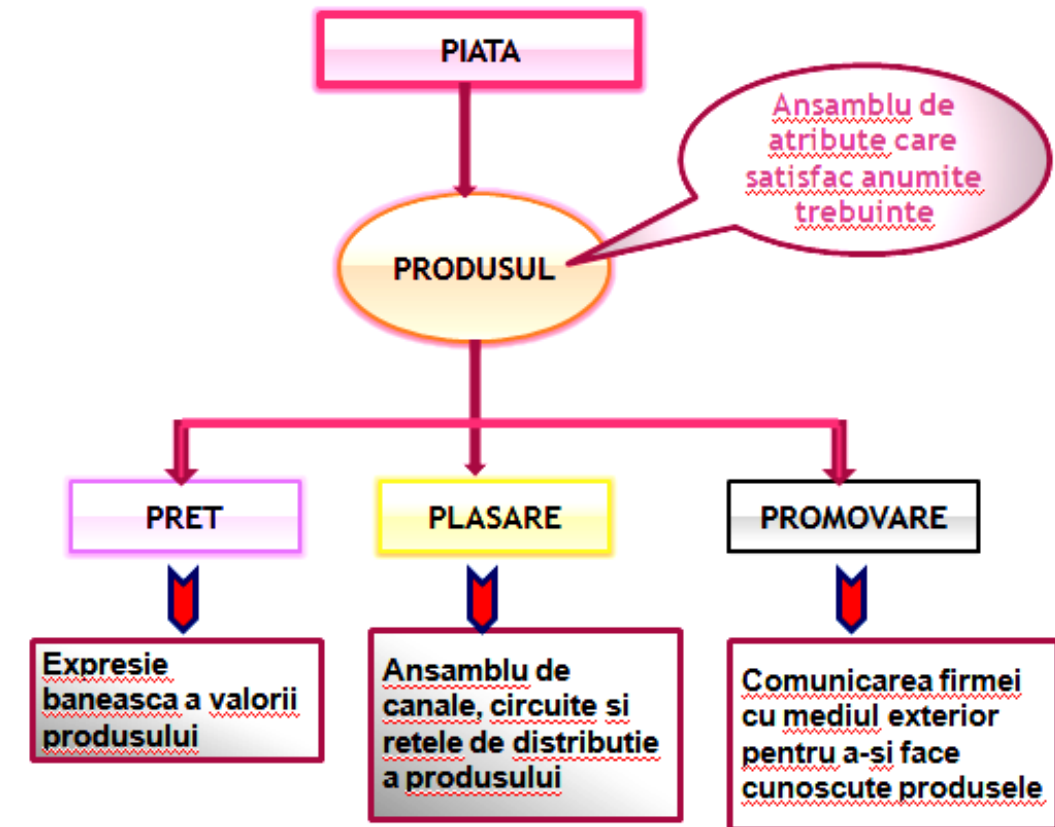 PIATA
Ansamblu de
atribute care
satisfac anumite
trebuinte
PRODUSUL
PRET
PLASARE
PROMOVARE
Expresie
baneasca a valorii
produsului
Ansamblu de
canale, circuite si
retele de distributie
a produsului
Comunicarea firmei
cu mediul exterior
pentru a-si face
cunoscute produsele